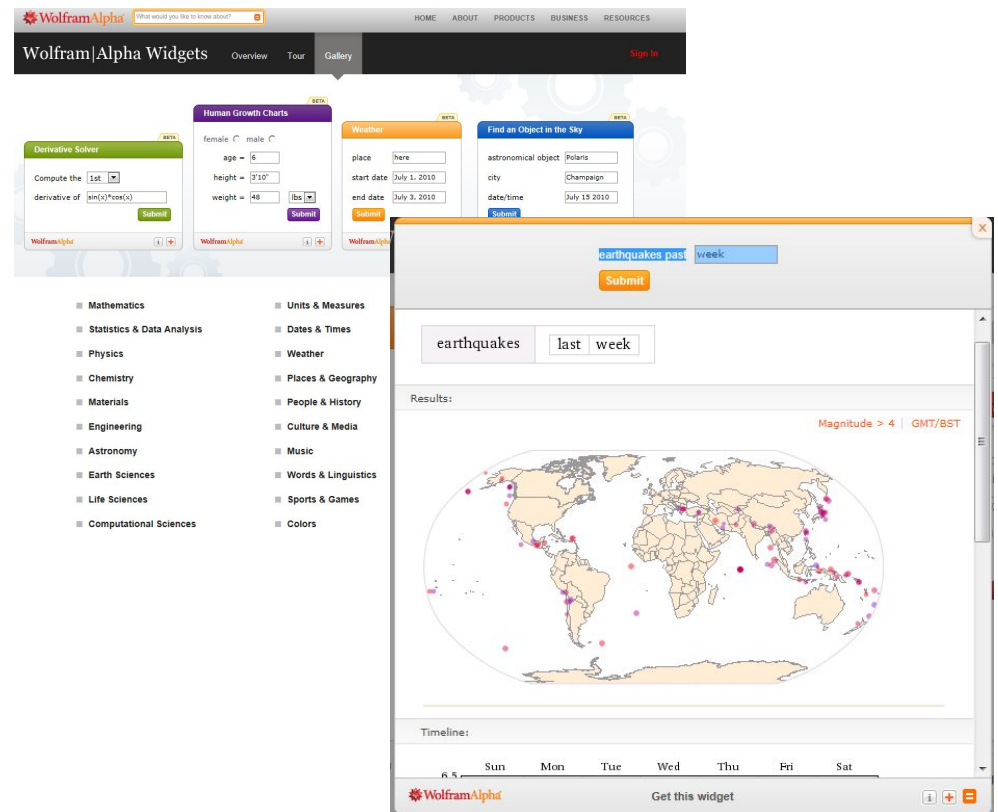 WolframAlpha What would you like to know about? HOME ABOUT PRODUCTS BUSINESS RESOURCES
Wolfram|Alpha Widgets Overview Tour Gallery Sign In
BETA
Derivative Solver
Compute the 1st
derivative of sin(x)*cos(x)
Submit
WolframAlpha
BETA
Human Growth Charts
female male
age = 6
height = 3'10"
weight = 48 lbs
Submit
WolframAlpha
BETA
Weather
place here
start date July 1, 2010
end date July 3, 2010
Submit
BETA
Find an Object in the Sky
astronomical object Polaris
city Champaign
date/time July 15 2010
Submit
Mathematics
Statistics & Data Analysis
Physics
Chemistry
Materials
Engineering
Astronomy
Earth Sciences
Life Sciences
Computational Sciences
Units & Measures
Dates & Times
Weather
Places & Geography
People & History
Culture & Media
Music
Words & Linguistics
Sports & Games
Colors
earthquakes past week
Submit
earthquakes last week
Results:
Magnitude > 4 | GMT/BST
Timeline:
Sun Mon Tue Wed Thu Fri Sat
6.5
WolframAlpha Get this widget